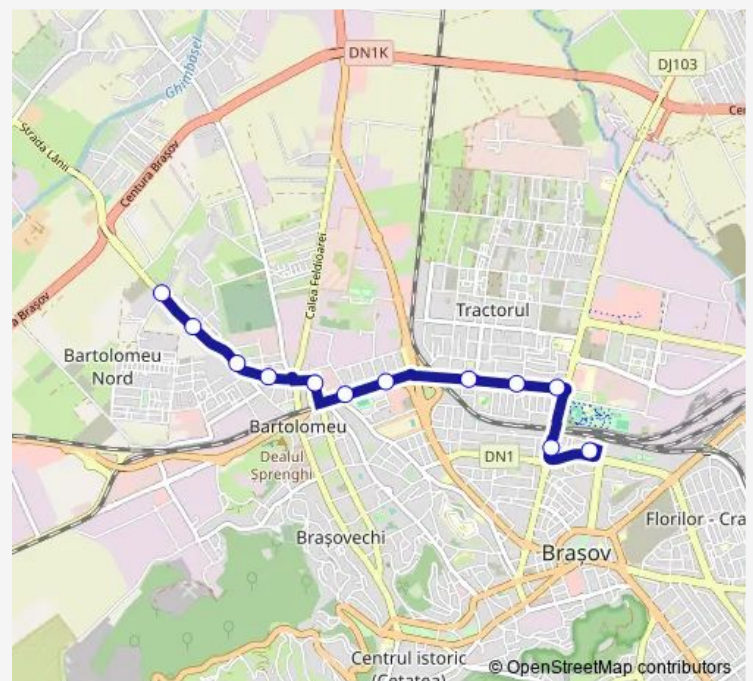 Ghimbășel
DN1K
DJ103
Strada Lânii
Centura Brașov
Calea Feldioarei
Tractorul
Bartolomeu
Nord
Bartolomeu
DN1
Dealul
Sprenghi
Brașovechi
Florilor - Cra
Brașov
Centrul istoric
(Cetatea)
© OpenStreetMap contributors